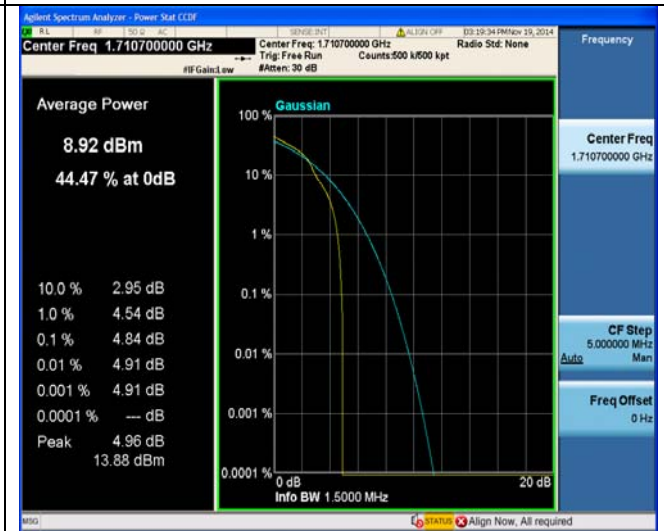 Agilent Spectrum Analyzer - Power Stat CCDF
RL RF 50 Ω AC SENSE:INT ALIGN OFF 03:19:34 PM Nov 19, 2014
Center Freq 1.710700000 GHz
Center Freq: 1.710700000 GHz Radio Std: None
Trig: Free Run Counts:500 k/500 kpt
#IFGain:Low #Atten: 30 dB
Frequency
Average Power
8.92 dBm
44.47 % at 0dB
10.0 % 2.95 dB
1.0 % 4.54 dB
0.1 % 4.84 dB
0.01 % 4.91 dB
0.001 % 4.91 dB
0.0001 % --- dB
Peak 4.96 dB
13.88 dBm
Gaussian
100 %
10 %
1 %
0.1 %
0.01 %
0.001 %
0.0001 %
0 dB 20 dB
Info BW 1.5000 MHz
Center Freq
1.710700000 GHz
CF Step
5.000000 MHz
Auto Man
Freq Offset
0 Hz
MSG STATUS Align Now, All required